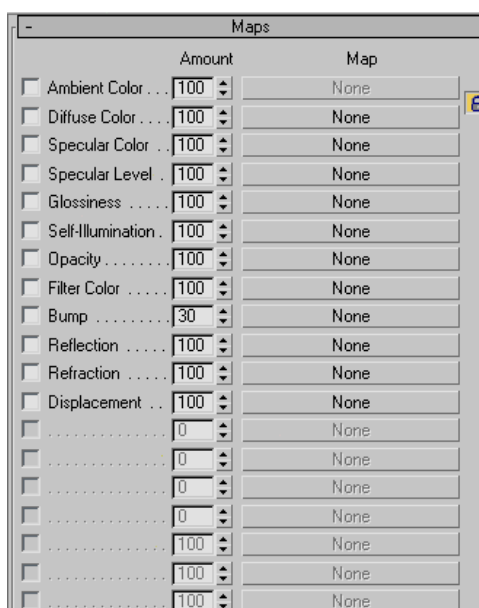 - Maps
Amount Map
Ambient Color . . . 100 None
Diffuse Color . . . . 100 None
Specular Color . . 100 None
Specular Level . 100 None
Glossiness . . . . . 100 None
Self-Illumination . 100 None
Opacity . . . . . . . . 100 None
Filter Color . . . . . 100 None
Bump . . . . . . . . . 30 None
Reflection . . . . . 100 None
Refraction . . . . . 100 None
Displacement . . 100 None
. . . . . . . . . . . . . . 0 None
. . . . . . . . . . . . . . 0 None
. . . . . . . . . . . . . . 0 None
. . . . . . . . . . . . . . 0 None
. . . . . . . . . . . . . . 100 None
. . . . . . . . . . . . . . 100 None
. . . . . . . . . . . . . . 100 None